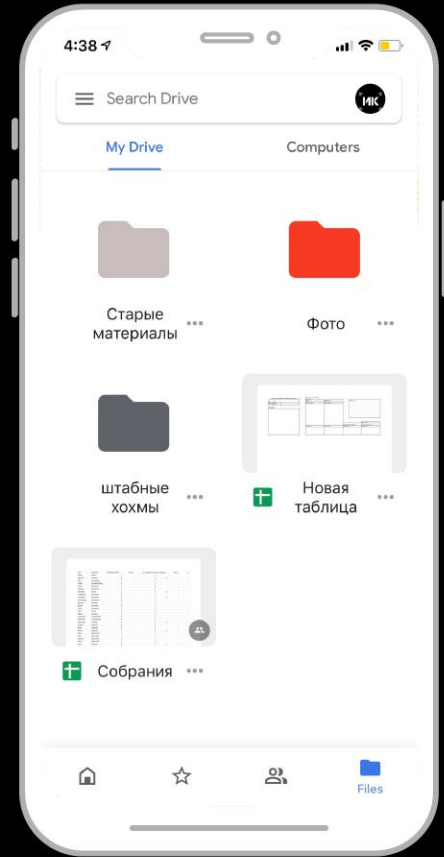 4:38
Search Drive
ИК
My Drive
Computers
Старые
материалы
Фото
штабные
хохмы
Новая
таблица
Собрания
Files